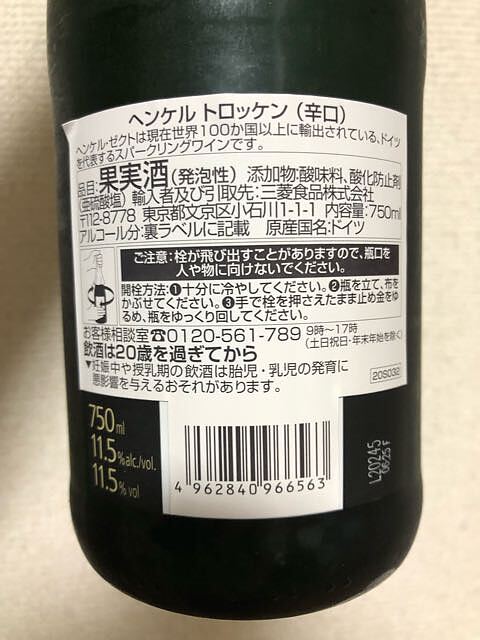 ヘンケル トロッケン (辛口)
ヘンケル・ゼクトは現在世界100か国以上に輸出されている、ドイツ
を代表するスパークリングワインです。
品目:果実酒(発泡性) 添加物:酸味料、酸化防止剤
(亜硫酸塩) 輸入者及び引取先:三菱食品株式会社
〒112-8778 東京都文京区小石川1-1-1 内容量:750ml
アルコール分:裏ラベルに記載 原産国名:ドイツ
ご注意:栓が飛び出すことがありますので、瓶口を
人や物に向けないでください。
開栓方法:❶十分に冷やしてください。❷瓶を立て、布を
かぶせてください。❸手で栓を押さえたまま止め金をゆ
るめ、瓶をゆっくり回してください。
お客様相談室☎0120-561-789 9時～17時
(土日祝日・年末年始を除く)
飲酒は20歳を過ぎてから
▼妊娠中や授乳期の飲酒は胎児・乳児の発育に
悪影響を与えるおそれがあります。
20S032
750 ml
11.5 % alc./vol.
11.5 % vol
4 962840 966563
L20245